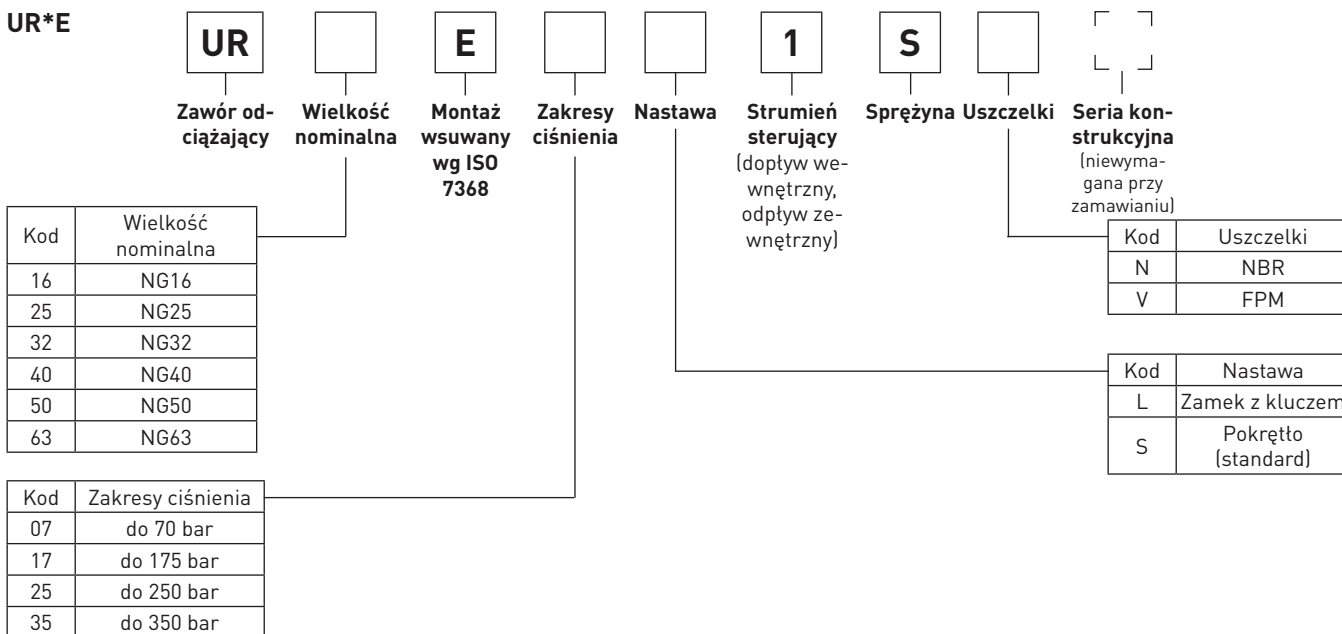 UR*E
UR E 1 S
Zawór od-
ciążający
Wielkość
nominalna
Montaż
wsuwany
wg ISO
7368
Zakresy
ciśnienia
Nastawa
Strumień
sterujący
(dopływ we-
wnętrzny,
odpływ ze-
wnętrzny)
Sprężyna
Uszczelki
Seria kon-
strukcyjna
(niewyma-
gana przy
zamawianiu)
Kod Wielkość
nominalna
16 NG16
25 NG25
32 NG32
40 NG40
50 NG50
63 NG63
Kod Zakresy ciśnienia
07 do 70 bar
17 do 175 bar
25 do 250 bar
35 do 350 bar
Kod Uszczelki
N NBR
V FPM
Kod Nastawa
L Zamek z kluczem
S Pokrętło
(standard)